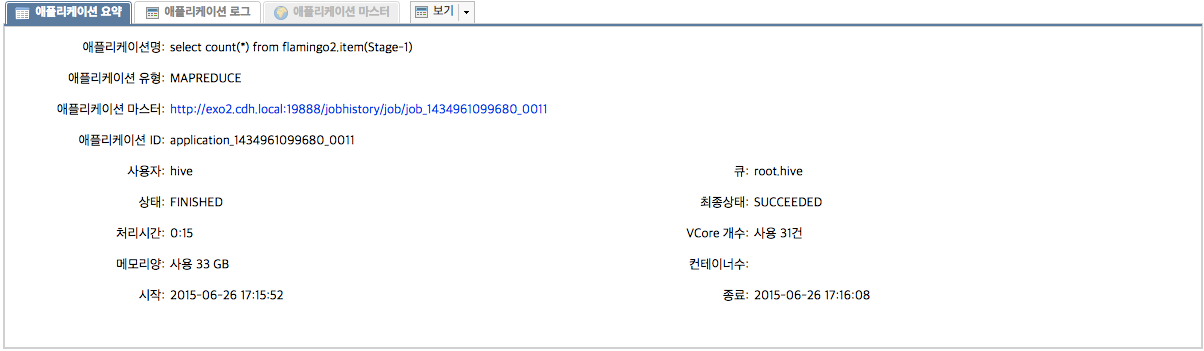 애플리케이션 요약 애플리케이션 로그 애플리케이션 마스터 보기
애플리케이션명: select count(*) from flamingo2.item(Stage-1)
애플리케이션 유형: MAPREDUCE
애플리케이션 마스터: http://exo2.cdh.local:19888/jobhistory/job/job_1434961099680_0011
애플리케이션 ID: application_1434961099680_0011
사용자: hive 큐: root.hive
상태: FINISHED 최종상태: SUCCEEDED
처리시간: 0:15 VCore 개수: 사용 31건
메모리양: 사용 33 GB 컨테이너수:
시작: 2015-06-26 17:15:52 종료: 2015-06-26 17:16:08